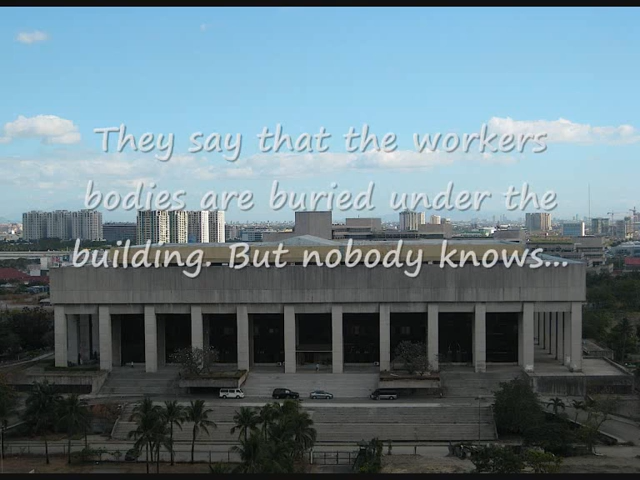 They say that the workers
bodies are buried under the
building. But nobody knows...